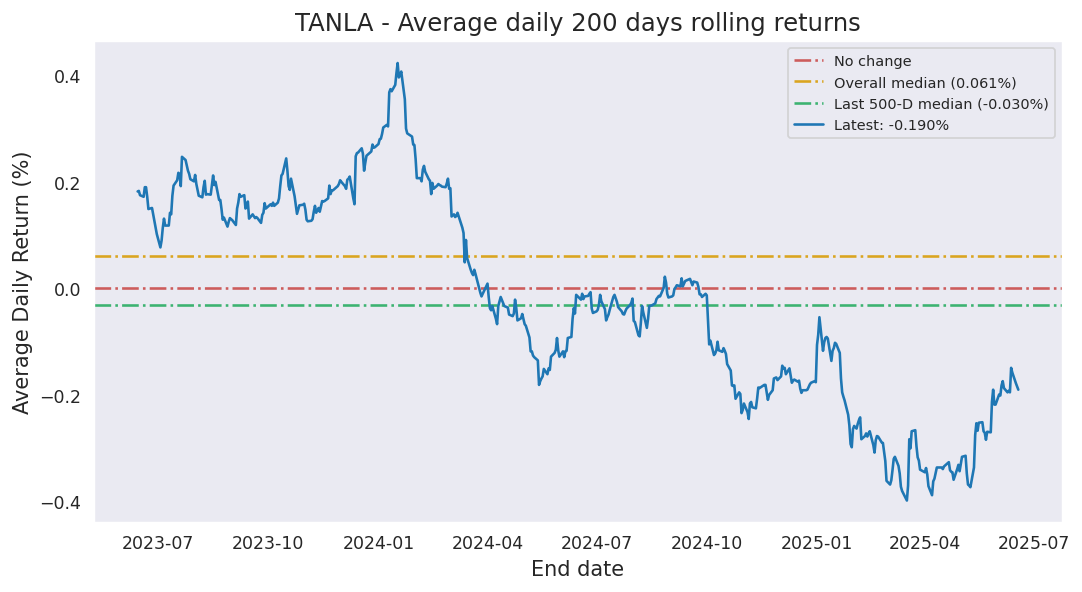 TANLA - Average daily 200 days rolling returns
No change
Overall median (0.061%)
Last 500-D median (-0.030%)
Latest: -0.190%
Average Daily Return (%)
0.4
0.2
0.0
−0.2
−0.4
2023-07 2023-10 2024-01 2024-04 2024-07 2024-10 2025-01 2025-04 2025-07
End date